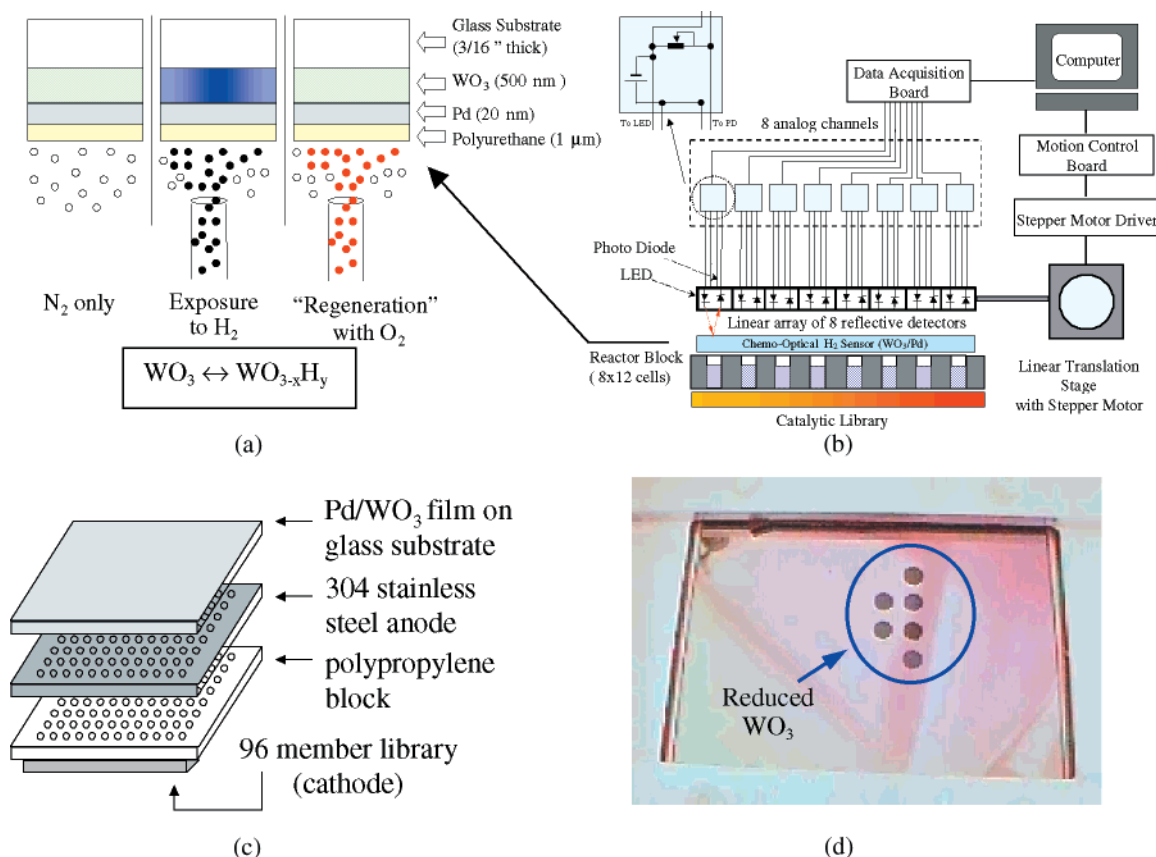 Glass Substrate
(3/16 " thick)
WO₃ (500 nm )
Pd (20 nm)
Polyurethane (1 μm)
N₂ only
Exposure
to H₂
“Regeneration”
with O₂
WO₃ ↔ WO₃₋ₓHᵧ
(a)
To LED
To PD
8 analog channels
Data Acquisition
Board
Computer
Motion Control
Board
Stepper Motor Driver
Photo Diode
LED
Linear array of 8 reflective detectors
Chemo-Optical H₂ Sensor (WO₃/Pd)
Reactor Block
( 8x12 cells)
Catalytic Library
Linear Translation
Stage
with Stepper Motor
(b)
Pd/WO₃ film on
glass substrate
304 stainless
steel anode
polypropylene
block
96 member library
(cathode)
(c)
Reduced
WO₃
(d)